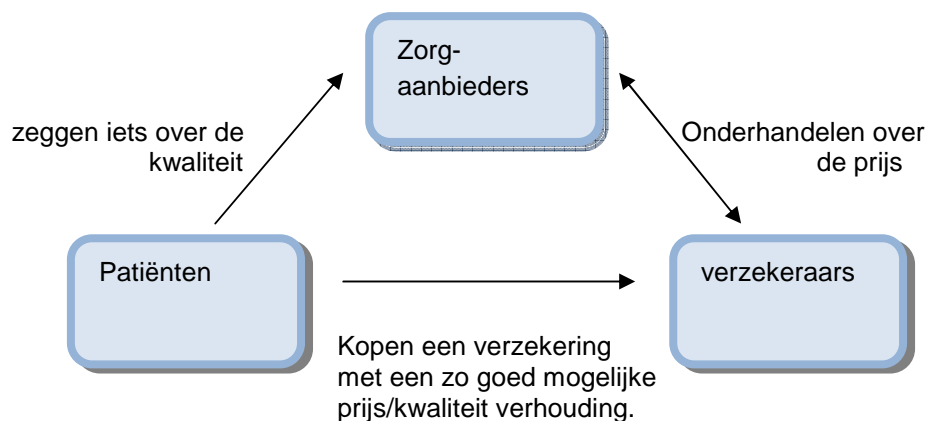 Zorg-
aanbieders
zeggen iets over de
kwaliteit
Onderhandelen over
de prijs
Patiënten
verzekeraars
Kopen een verzekering
met een zo goed mogelijke
prijs/kwaliteit verhouding.